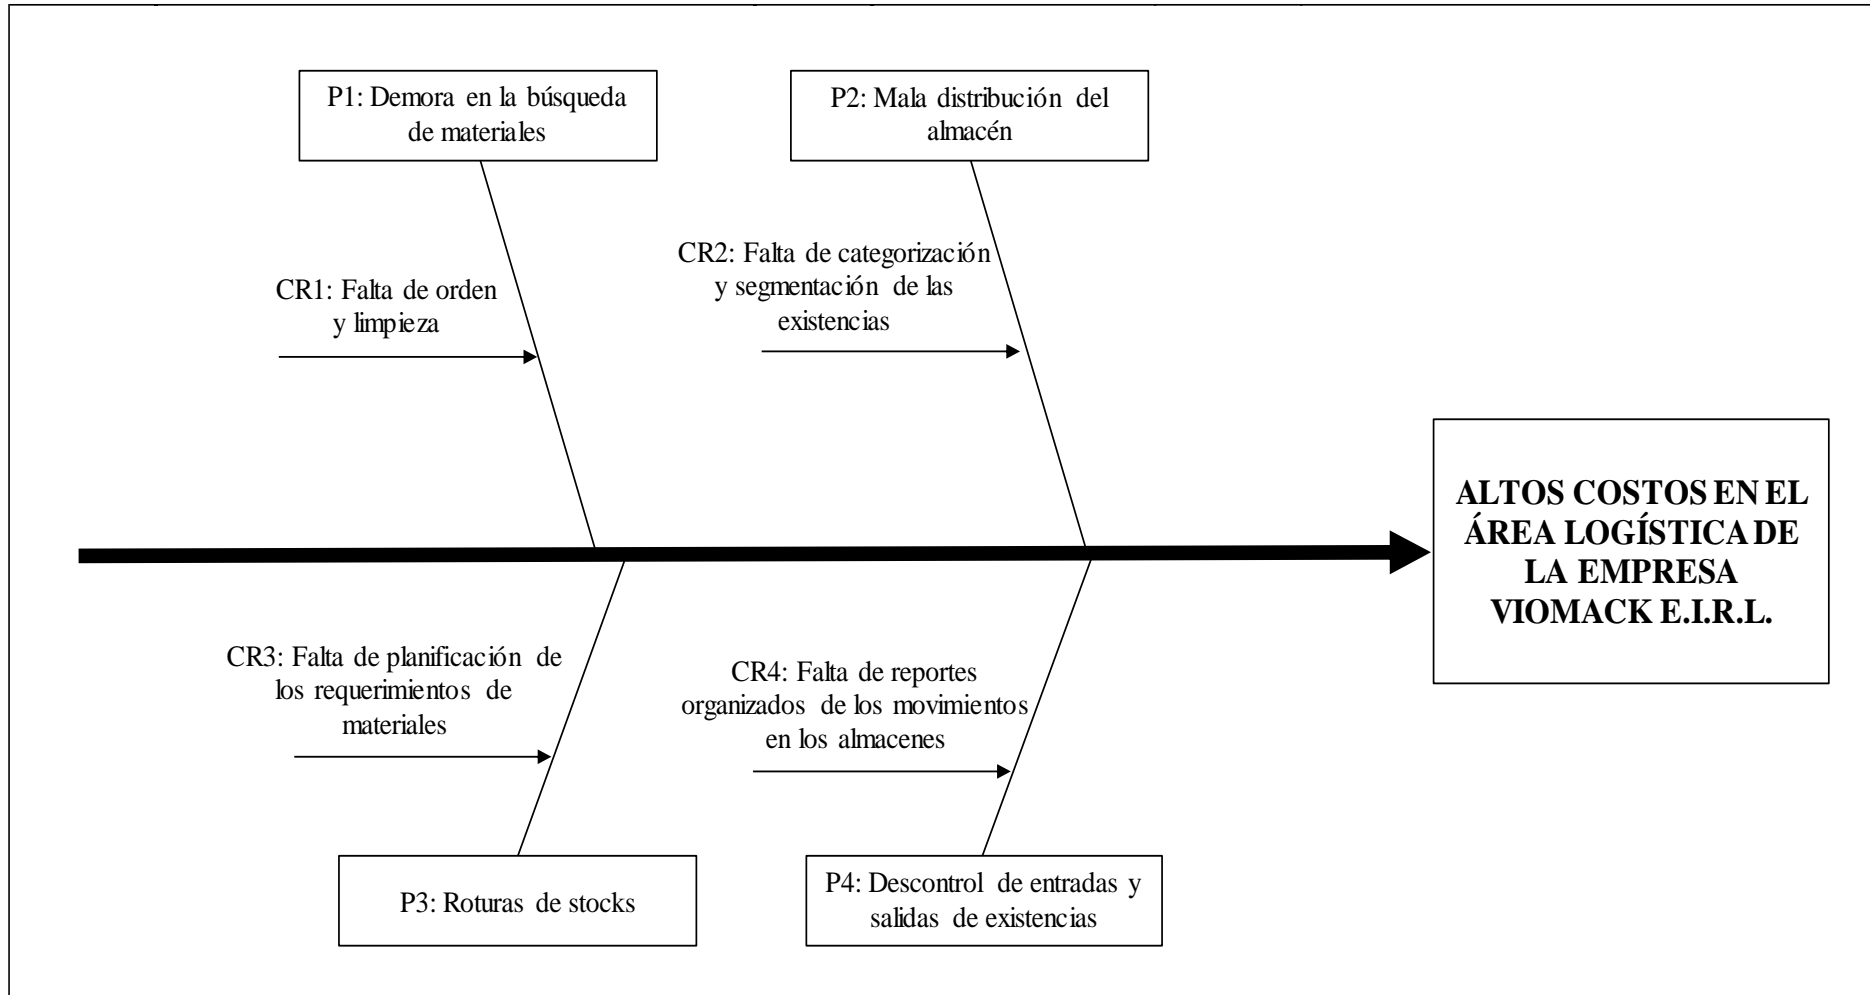 P1: Demora en la búsqueda
de materiales
P2: Mala distribución del
almacén
CR1: Falta de orden
y limpieza
CR2: Falta de categorización
y segmentación de las
existencias
ALTOS COSTOS EN EL
ÁREA LOGÍSTICA DE
LA EMPRESA
VIOMACK E.I.R.L.
CR3: Falta de planificación de
los requerimientos de
materiales
CR4: Falta de reportes
organizados de los movimientos
en los almacenes
P3: Roturas de stocks
P4: Descontrol de entradas y
salidas de existencias